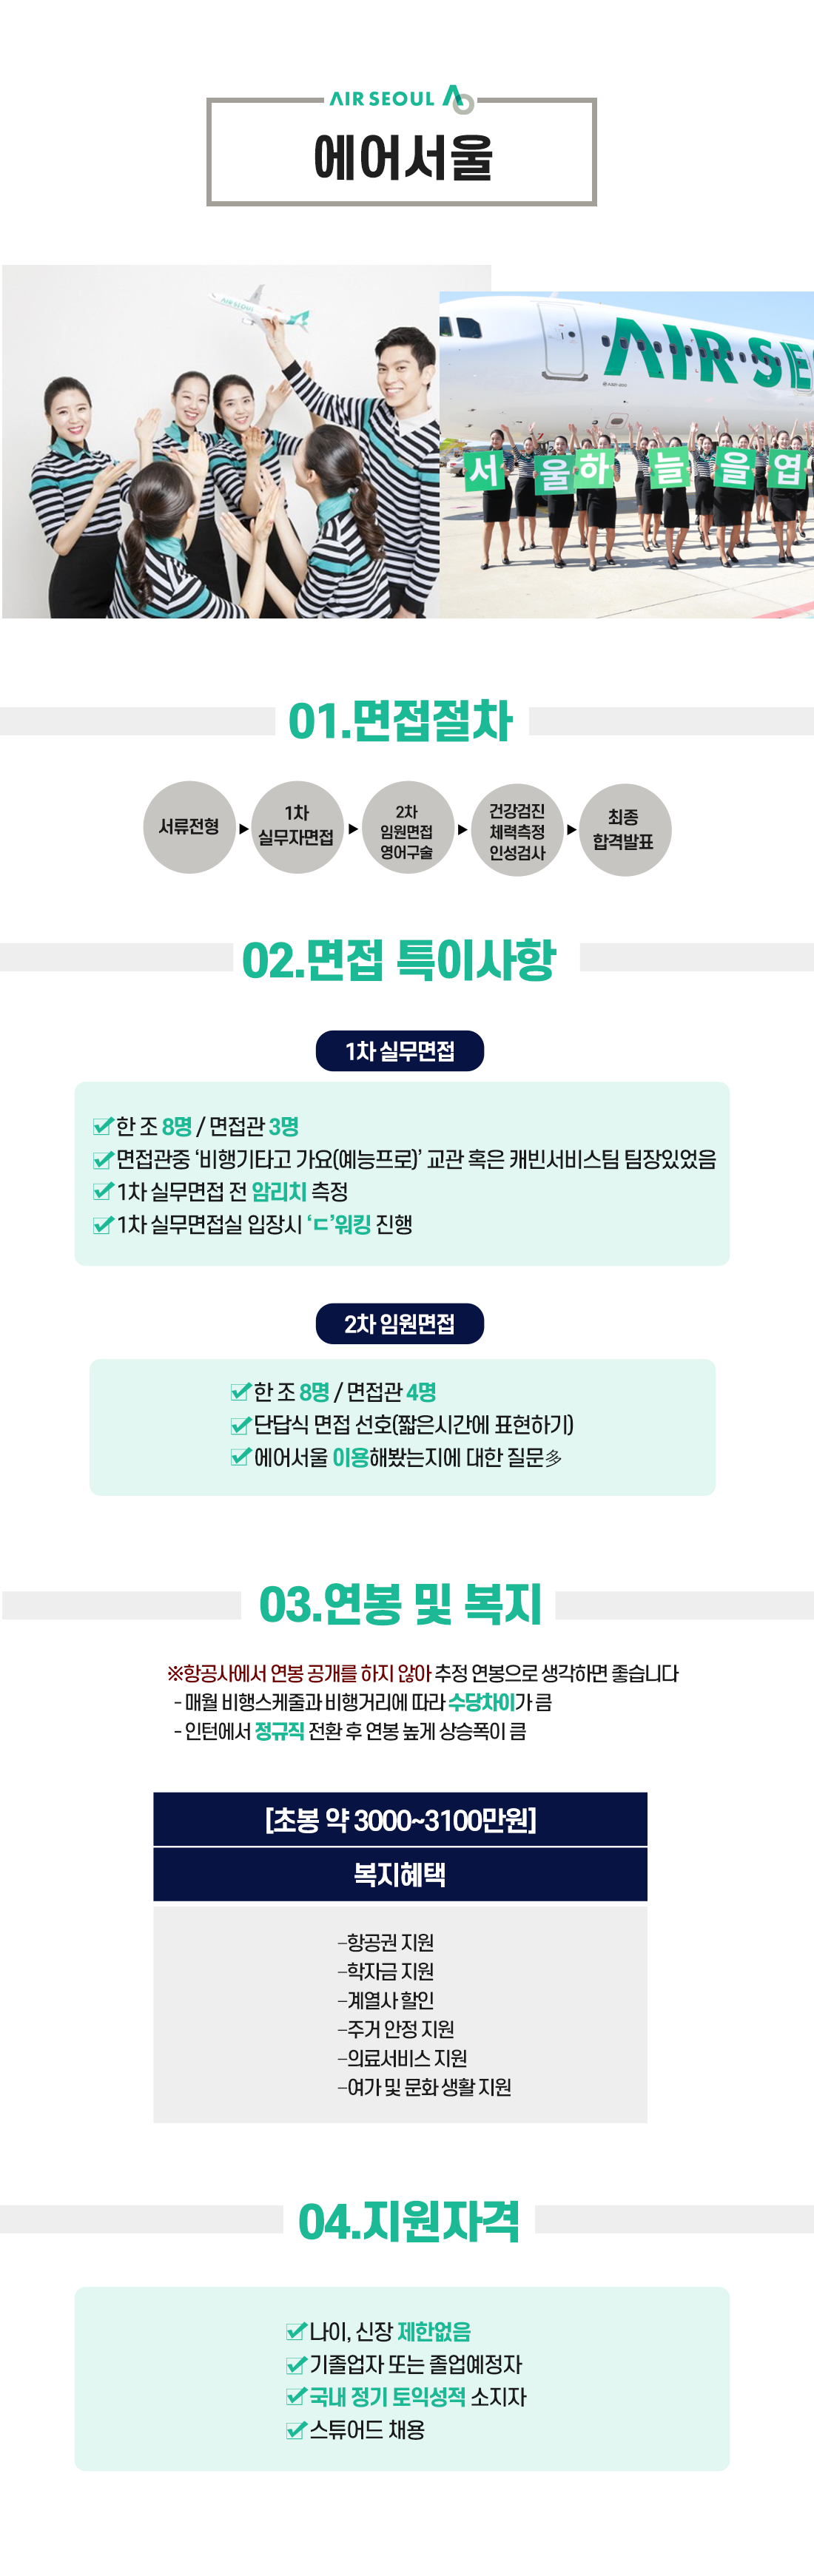 AIR SEOUL
에어서울
AIR SEOUL
AIR SE
서울하늘을엽
01.면접절차
서류전형
1차
실무자면접
2차
임원면접
영어구술
건강검진
체력측정
인성검사
최종
합격발표
02.면접 특이사항
1차 실무면접
한 조 8명 / 면접관 3명
면접관중 ‘비행기타고 가요(예능프로)’ 교관 혹은 캐빈서비스팀 팀장있었음
1차 실무면접 전 암리치 측정
1차 실무면접실 입장시 ‘ㄷ’워킹 진행
2차 임원면접
한 조 8명 / 면접관 4명
단답식 면접 선호(짧은시간에 표현하기)
에어서울 이용해봤는지에 대한 질문多
03.연봉 및 복지
※항공사에서 연봉 공개를 하지 않아 추정 연봉으로 생각하면 좋습니다
- 매월 비행스케줄과 비행거리에 따라 수당차이가 큼
- 인턴에서 정규직 전환 후 연봉 높게 상승폭이 큼
[초봉 약 3000~3100만원]
복지혜택
-항공권 지원
-학자금 지원
-계열사 할인
-주거 안정 지원
-의료서비스 지원
-여가 및 문화 생활 지원
04.지원자격
나이, 신장 제한없음
기졸업자 또는 졸업예정자
국내 정기 토익성적 소지자
스튜어드 채용